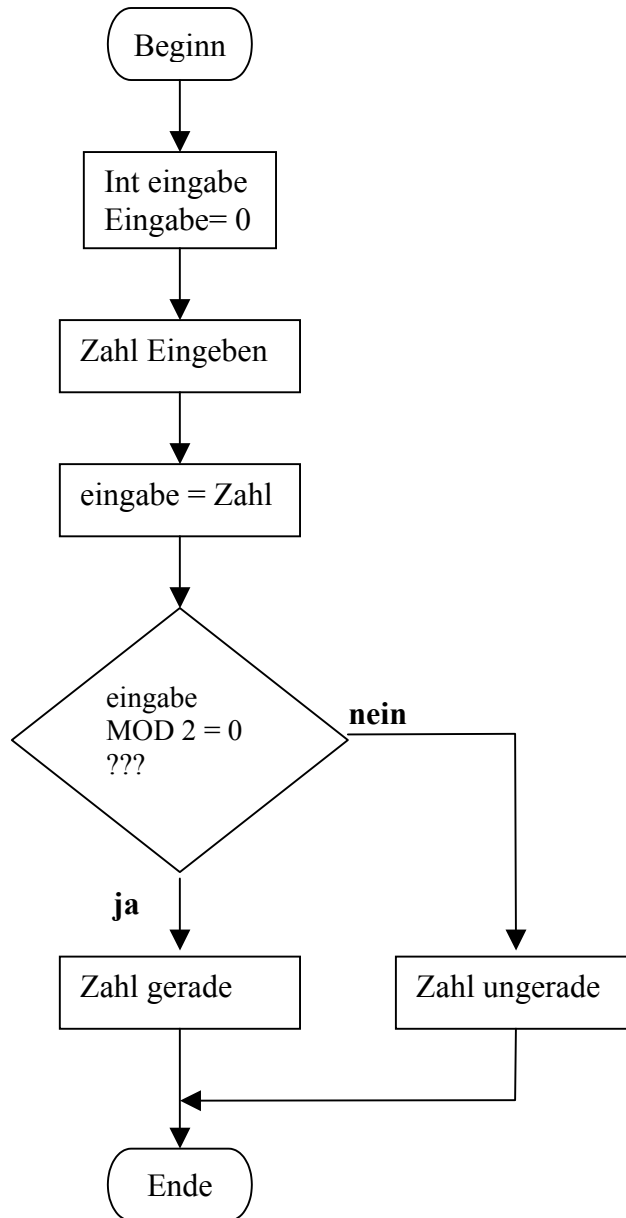 Beginn
Int eingabe
Eingabe= 0
Zahl Eingeben
eingabe = Zahl
eingabe
MOD 2 = 0
???
nein
ja
Zahl gerade
Zahl ungerade
Ende